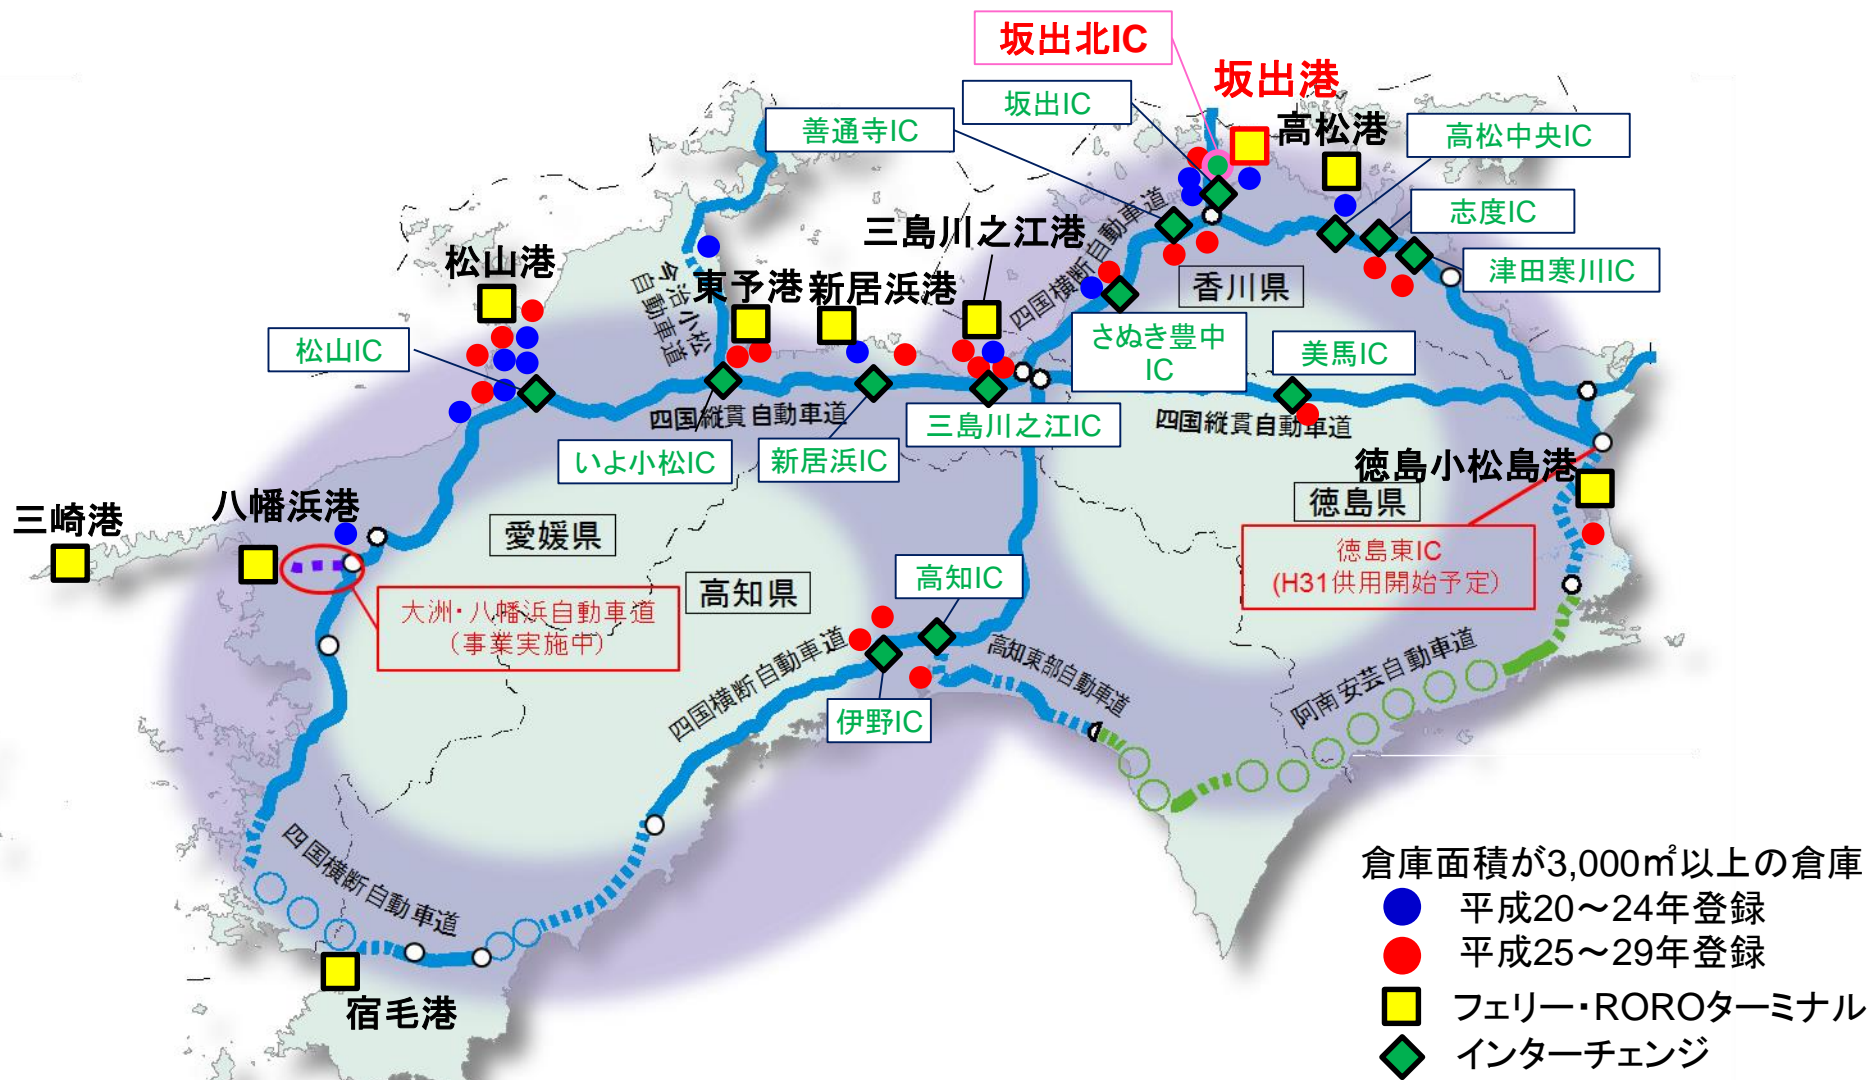 坂出北IC
坂出港
坂出IC
善通寺IC
高松港
高松中央IC
志度IC
津田寒川IC
三島川之江港
四国横断自動車道
香川県
松山港
今治小松
自動車道
東予港
新居浜港
さぬき豊中
IC
美馬IC
松山IC
四国縦貫自動車道
三島川之江IC
四国縦貫自動車道
いよ小松IC
新居浜IC
徳島小松島港
三崎港
八幡浜港
愛媛県
徳島県
徳島東IC
(H31供用開始予定)
高知IC
高知県
大洲・八幡浜自動車道
(事業実施中)
四国横断自動車道
高知東部自動車道
阿南安芸自動車道
伊野IC
四国横断自動車道
宿毛港
倉庫面積が3,000㎡以上の倉庫
平成20～24年登録
平成25～29年登録
フェリー・ROROターミナル
インターチェンジ